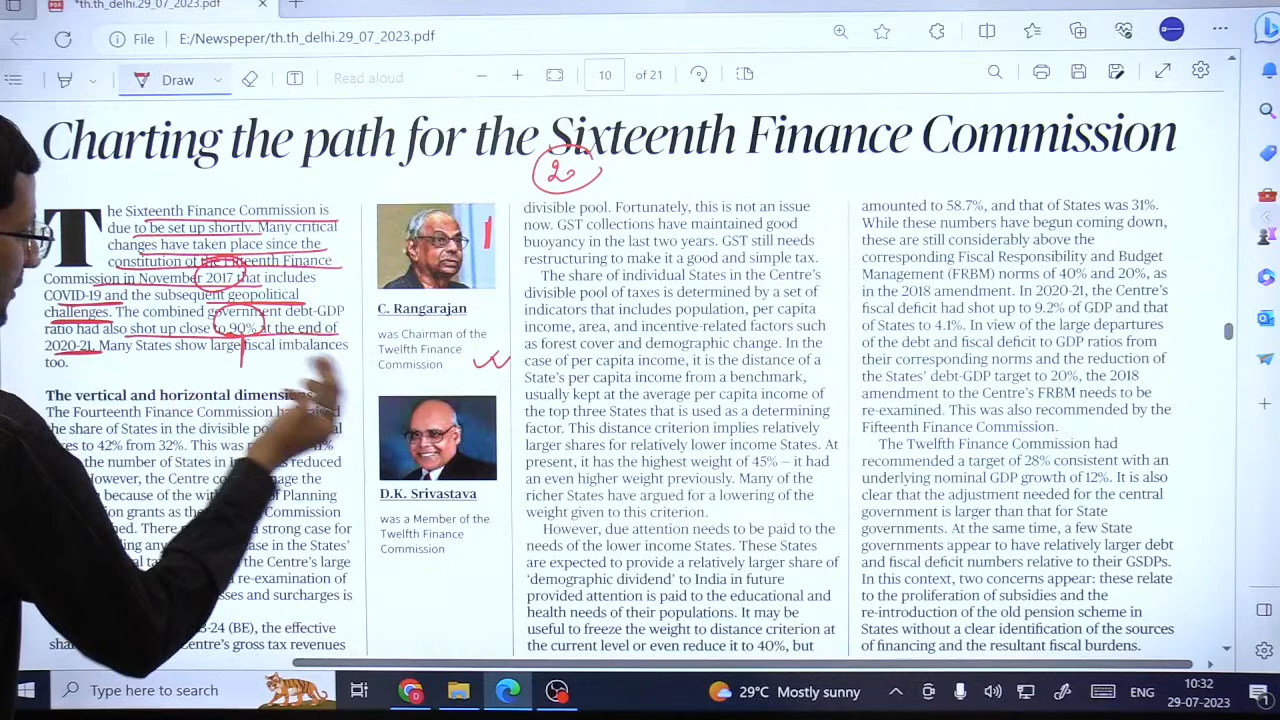 *th.th_delhi.29_07_2023.pdf
File E:/Newspeper/th.th_delhi.29_07_2023.pdf
Draw Read aloud 10 of 21
Charting the path for the Sixteenth Finance Commission
20
The Sixteenth Finance Commission is
due to be set up shortly. Many critical
changes have taken place since the
constitution of the Fifteenth Finance
Commission in November 2017 that includes
COVID-19 and the subsequent geopolitical
challenges. The combined government debt-GDP
ratio had also shot up close to 90% at the end of
2020-21. Many States show large fiscal imbalances
too.
The vertical and horizontal dimensions
The Fourteenth Finance Commission
the share of States in the divisible
to 42% from 32%. This was
the number of States in reduced
However, the Centre manage the
because of the Planning
grants as the Commission
There a strong case for
any in the States'
the Centre's large
re-examination of
and surcharges is
(BE), the effective
Centre's gross tax revenues
C. Rangarajan
was Chairman of the
Twelfth Finance
Commission
D.K. Srivastava
was a Member of the
Twelfth Finance
Commission
divisible pool. Fortunately, this is not an issue
now. GST collections have maintained good
buoyancy in the last two years. GST still needs
restructuring to make it a good and simple tax.
The share of individual States in the Centre's
divisible pool of taxes is determined by a set of
indicators that includes population, per capita
income, area, and incentive-related factors such
as forest cover and demographic change. In the
case of per capita income, it is the distance of a
State's per capita income from a benchmark,
usually kept at the average per capita income of
the top three States that is used as a determining
factor. This distance criterion implies relatively
larger shares for relatively lower income States. At
present, it has the highest weight of 45% – it had
an even higher weight previously. Many of the
richer States have argued for a lowering of the
weight given to this criterion.
However, due attention needs to be paid to the
needs of the lower income States. These States
are expected to provide a relatively larger share of
'demographic dividend' to India in future
provided attention is paid to the educational and
health needs of their populations. It may be
useful to freeze the weight to distance criterion at
the current level or even reduce it to 40%, but
amounted to 58.7%, and that of States was 31%.
While these numbers have begun coming down,
these are still considerably above the
corresponding Fiscal Responsibility and Budget
Management (FRBM) norms of 40% and 20%, as
in the 2018 amendment. In 2020-21, the Centre's
fiscal deficit had shot up to 9.2% of GDP and that
of States to 4.1%. In view of the large departures
of the debt and fiscal deficit to GDP ratios from
their corresponding norms and the reduction of
the States' debt-GDP target to 20%, the 2018
amendment to the Centre's FRBM needs to be
re-examined. This was also recommended by the
Fifteenth Finance Commission.
The Twelfth Finance Commission had
recommended a target of 28% consistent with an
underlying nominal GDP growth of 12%. It is also
clear that the adjustment needed for the central
government is larger than that for State
governments. At the same time, a few State
governments appear to have relatively larger debt
and fiscal deficit numbers relative to their GSDPs.
In this context, two concerns appear: these relate
to the proliferation of subsidies and the
re-introduction of the old pension scheme in
States without a clear identification of the sources
of financing and the resultant fiscal burdens.
Type here to search
29°C Mostly sunny
ENG
10:32
29-07-2023
1